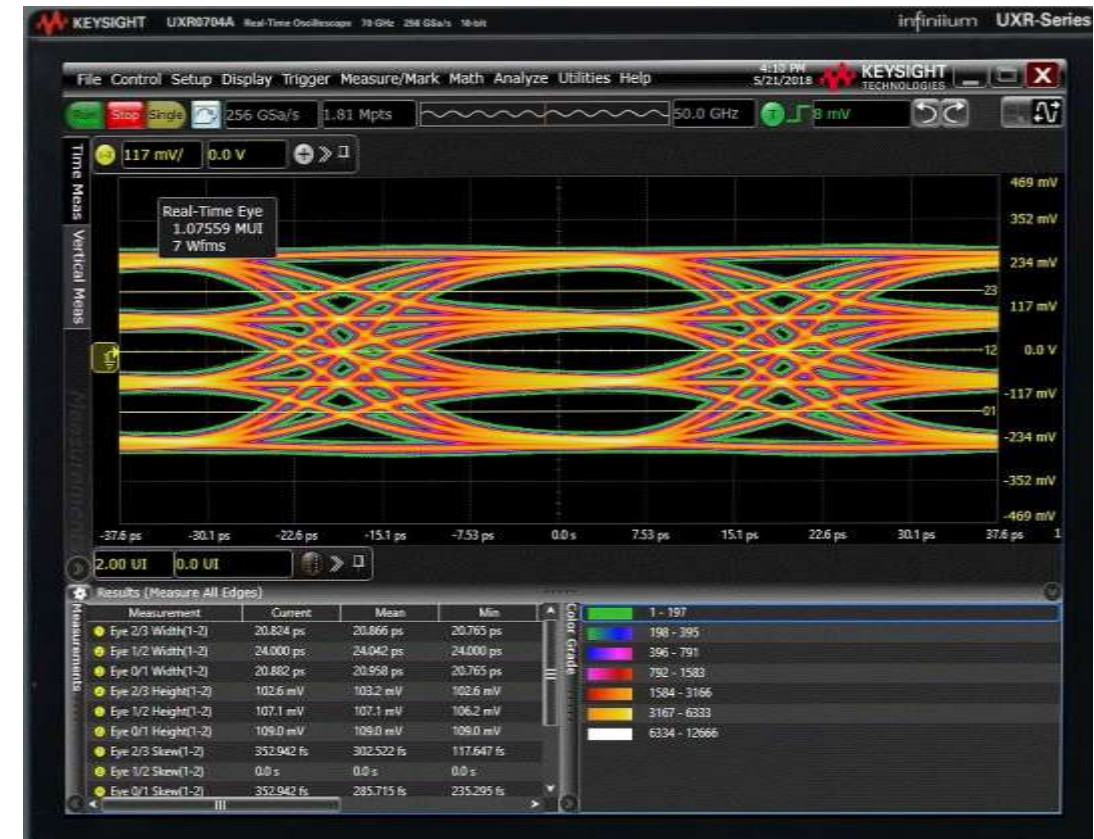 KEYSIGHT UXR0704A Real-Time Oscilloscope 70 GHz 256 GSa/s 10-bit infiniium UXR-Series
File Control Setup Display Trigger Measure/Mark Math Analyze Utilities Help 4:13 PM 5/21/2018 KEYSIGHT TECHNOLOGIES
Run Stop Single 256 GSa/s 1.81 Mpts 60.0 GHz T 8 mV
117 mV/ 0.0 V
Time Meas
Vertical Meas
Real-Time Eye
1.07559 MUI
7 Wfms
469 mV
352 mV
234 mV
23
117 mV
12 0.0 V
-117 mV
01
-234 mV
-352 mV
-469 mV
-37.6 ps -30.1 ps -22.6 ps -15.1 ps -7.53 ps 0.0 s 7.53 ps 15.1 ps 22.6 ps 30.1 ps 37.6 ps 1
2.00 UI 0.0 UI
Results (Measure All Edges)
Measurements
Measurement Current Mean Min
Eye 2/3 Width(1-2) 20.824 ps 20.866 ps 20.765 ps
Eye 1/2 Width(1-2) 24.000 ps 24.042 ps 24.000 ps
Eye 0/1 Width(1-2) 20.882 ps 20.958 ps 20.765 ps
Eye 2/3 Height(1-2) 102.6 mV 103.2 mV 102.6 mV
Eye 1/2 Height(1-2) 107.1 mV 107.1 mV 106.2 mV
Eye 0/1 Height(1-2) 109.0 mV 109.0 mV 109.0 mV
Eye 2/3 Skew(1-2) 352.942 fs 302.522 fs 117.647 fs
Eye 1/2 Skew(1-2) 0.0 s 0.0 s 0.0 s
Eye 0/1 Skew(1-2) 352.942 fs 285.715 fs 235.295 fs
Color Grade
1 - 197
198 - 395
396 - 791
792 - 1583
1584 - 3166
3167 - 6333
6334 - 12666